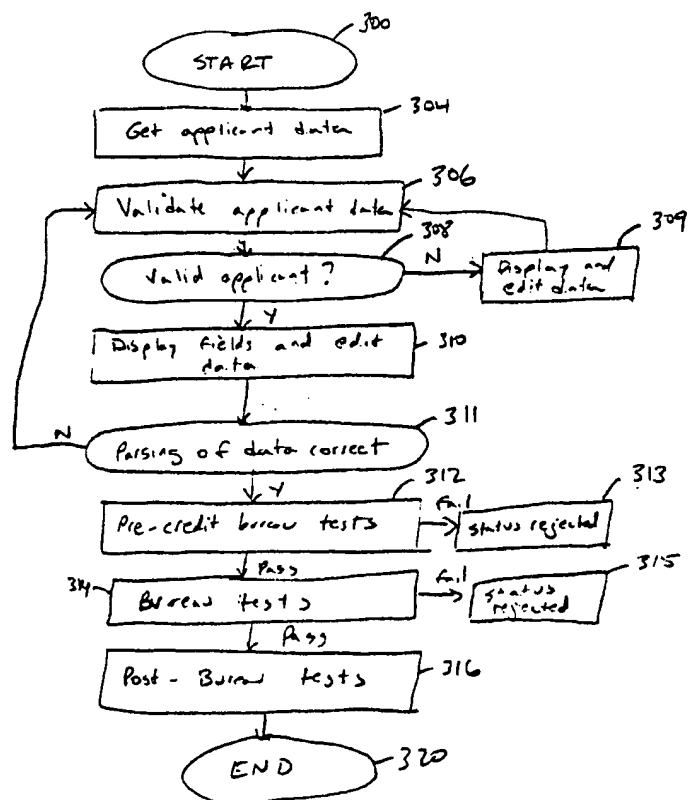 300
START
304
Get applicant data
306
Validate applicant data
308
309
Valid applicant?
N
Display and
edit data
Y
Display fields and edit
data
310
311
N
Parsing of data correct
Y
312
313
Pre-credit bureau tests
Fail
status rejected
Pass
315
314
Bureau tests
Fail
status
rejected
Pass
Post-Bureau tests
316
END
320